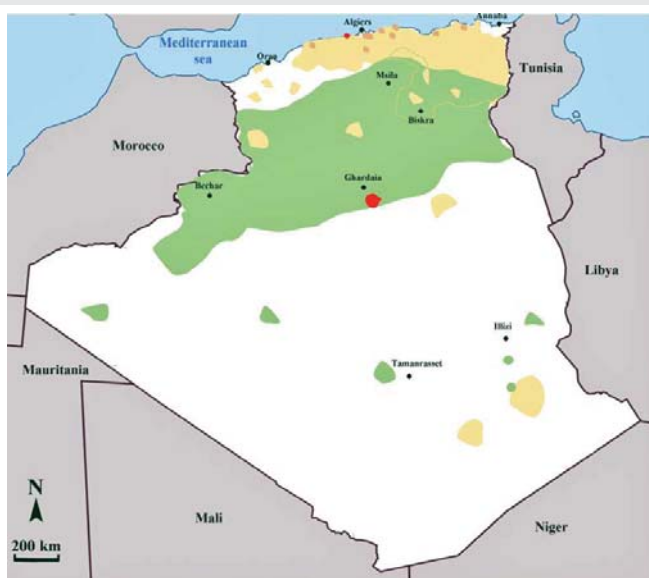 Algiers
Annaba
Mediterranean
sea
Oran
Tunisia
Msila
Biskra
Morocco
Ghardaia
Bechar
Libya
Illizi
Tamanrasset
Mauritania
N
Mali
Niger
200 km